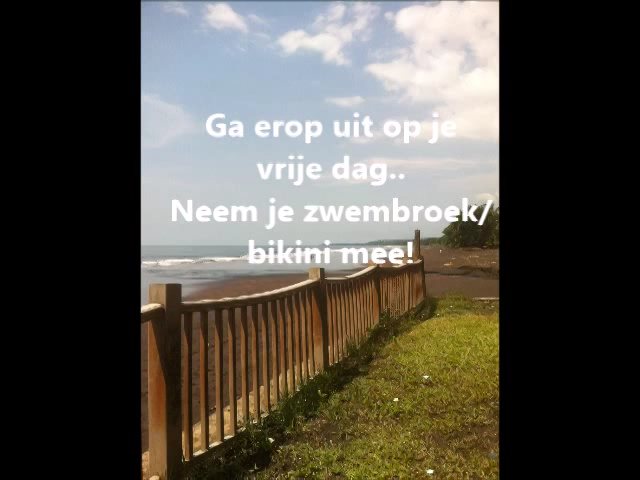 Ga erop uit op je
vrije dag..
Neem je zwembroek/
bikini mee!